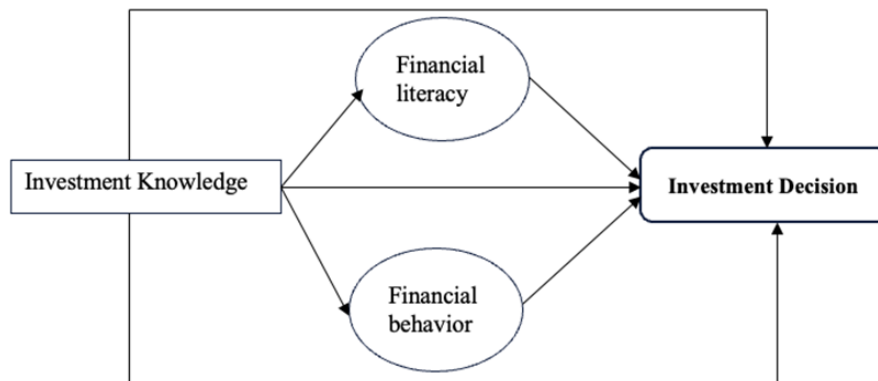 Financial
literacy
Investment Knowledge
Investment Decision
Financial
behavior